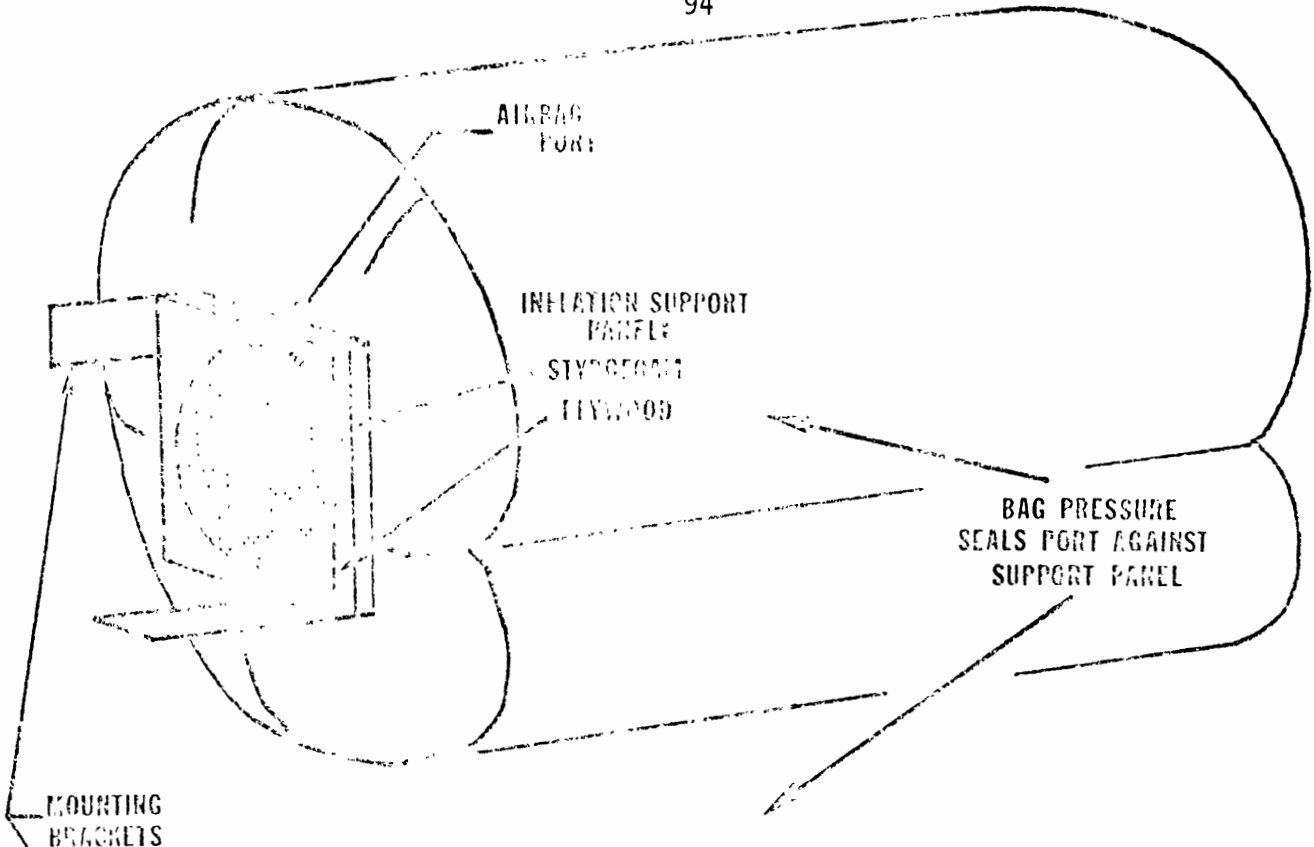 94
AIRBAG
PORT
INFLATION SUPPORT
PANEL:
STYROFOAM
PLYWOOD
BAG PRESSURE
SEALS PORT AGAINST
SUPPORT PANEL
MOUNTING
BRACKETS